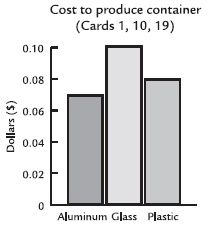 Cost to produce container
(Cards 1, 10, 19)
Dollars ($)
0.10
0.08
0.06
0.04
0.02
0
Aluminum Glass Plastic